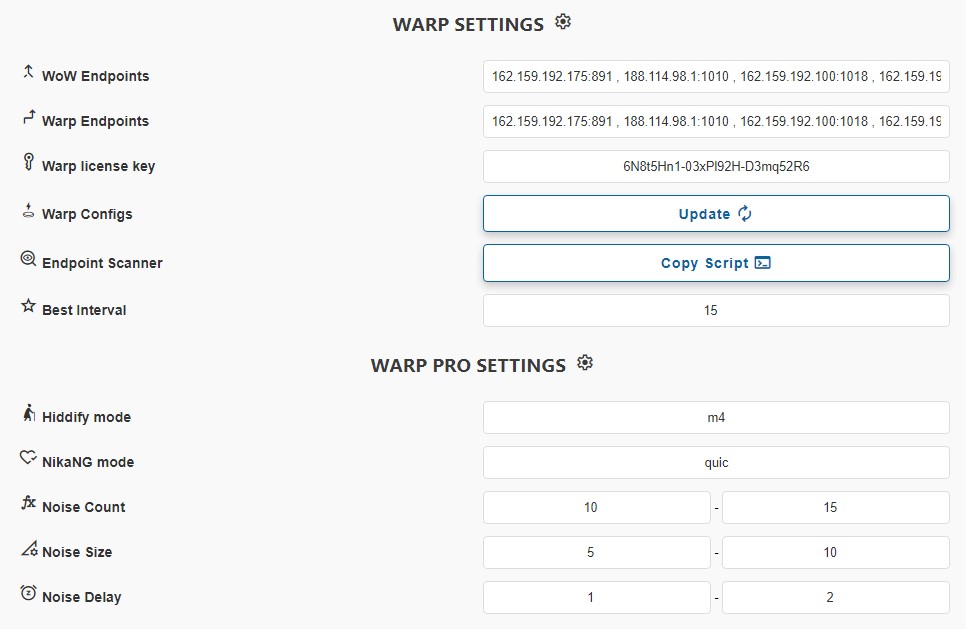 WARP SETTINGS
WoW Endpoints 162.159.192.175:891 , 188.114.98.1:1010 , 162.159.192.100:1018 , 162.159.19
Warp Endpoints 162.159.192.175:891 , 188.114.98.1:1010 , 162.159.192.100:1018 , 162.159.19
Warp license key 6N8t5Hn1-03xPl92H-D3mq52R6
Warp Configs Update
Endpoint Scanner Copy Script
Best Interval 15
WARP PRO SETTINGS
Hiddify mode m4
NikaNG mode quic
Noise Count 10 - 15
Noise Size 5 - 10
Noise Delay 1 - 2